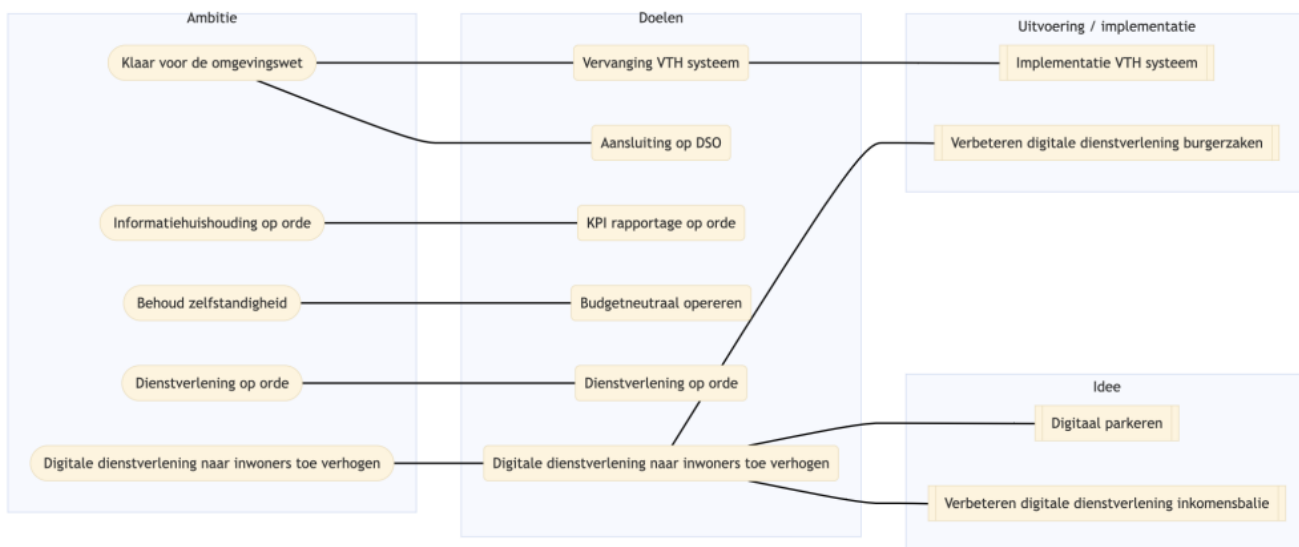 Ambitie
Klaar voor de omgevingswet
Informatiehuishouding op orde
Behoud zelfstandigheid
Dienstverlening op orde
Digitale dienstverlening naar inwoners toe verhogen
Doelen
Vervanging VTH systeem
Aansluiting op DSO
KPI rapportage op orde
Budgetneutraal opereren
Dienstverlening op orde
Digitale dienstverlening naar inwoners toe verhogen
Uitvoering / implementatie
Implementatie VTH systeem
Verbeteren digitale dienstverlening burgerzaken
Idee
Digitaal parkeren
Verbeteren digitale dienstverlening inkomensbalie